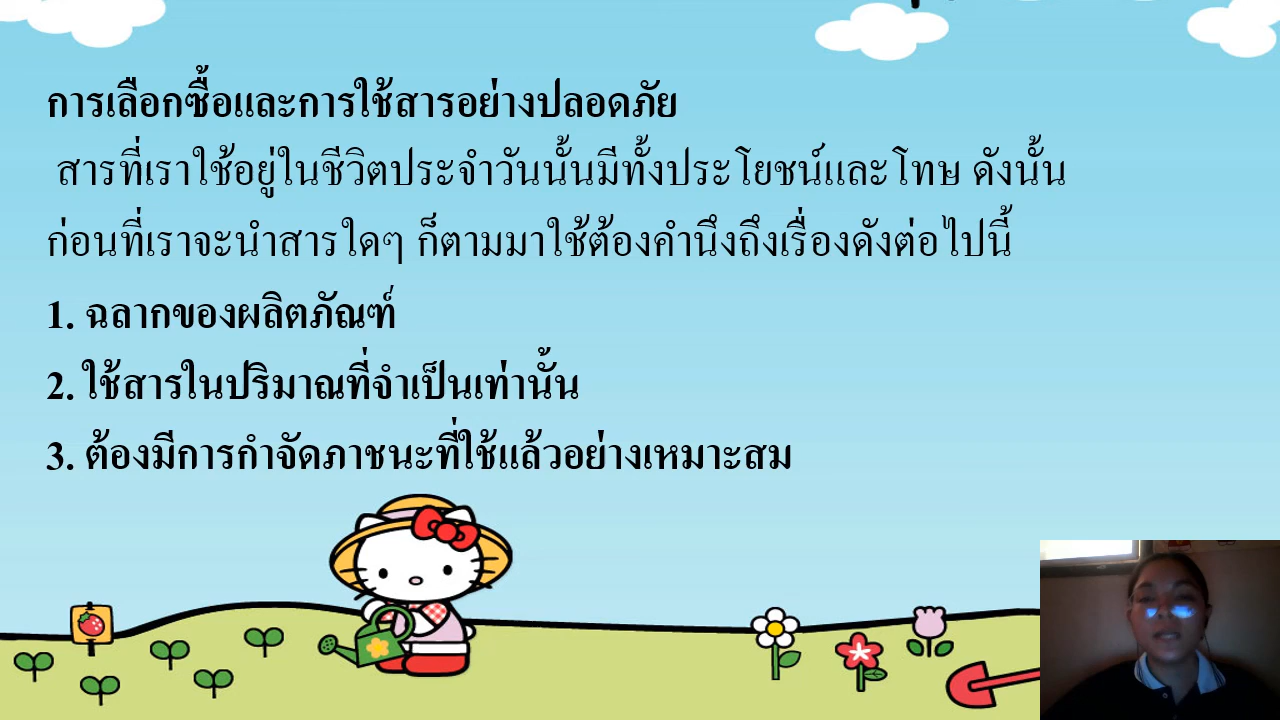 การเลือกซื้อและการใช้สารอย่างปลอดภัย
สารที่เราใช้อยู่ในชีวิตประจำวันนั้นมีทั้งประโยชน์และโทษ ดังนั้น
ก่อนที่เราจะนำสารใดๆ ก็ตามมาใช้ต้องคำนึงถึงเรื่องดังต่อไปนี้
1. ฉลากของผลิตภัณฑ์
2. ใช้สารในปริมาณที่จำเป็นเท่านั้น
3. ต้องมีการกำจัดภาชนะที่ใช้แล้วอย่างเหมาะสม